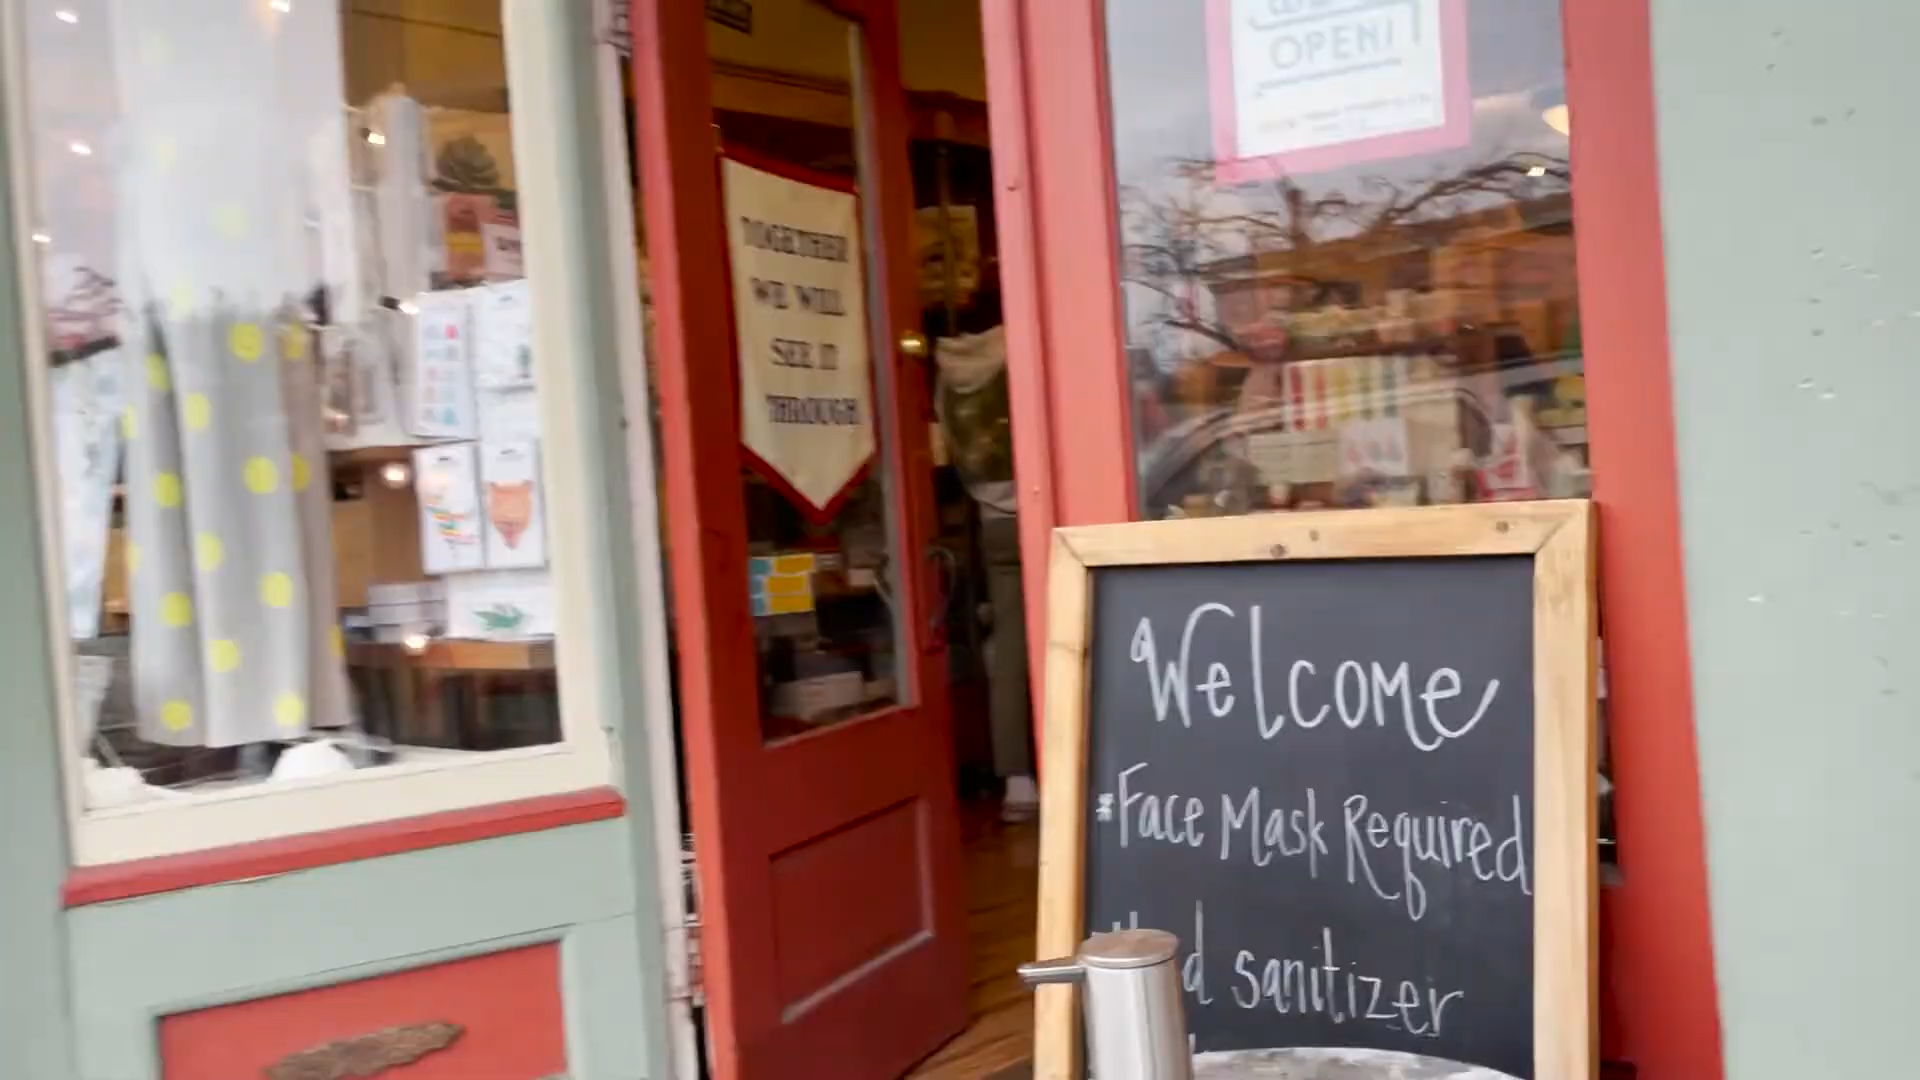 OPEN!
TOGETHER
WE WILL
SEE IT
THROUGH
Welcome
*Face Mask Required
sanitizer